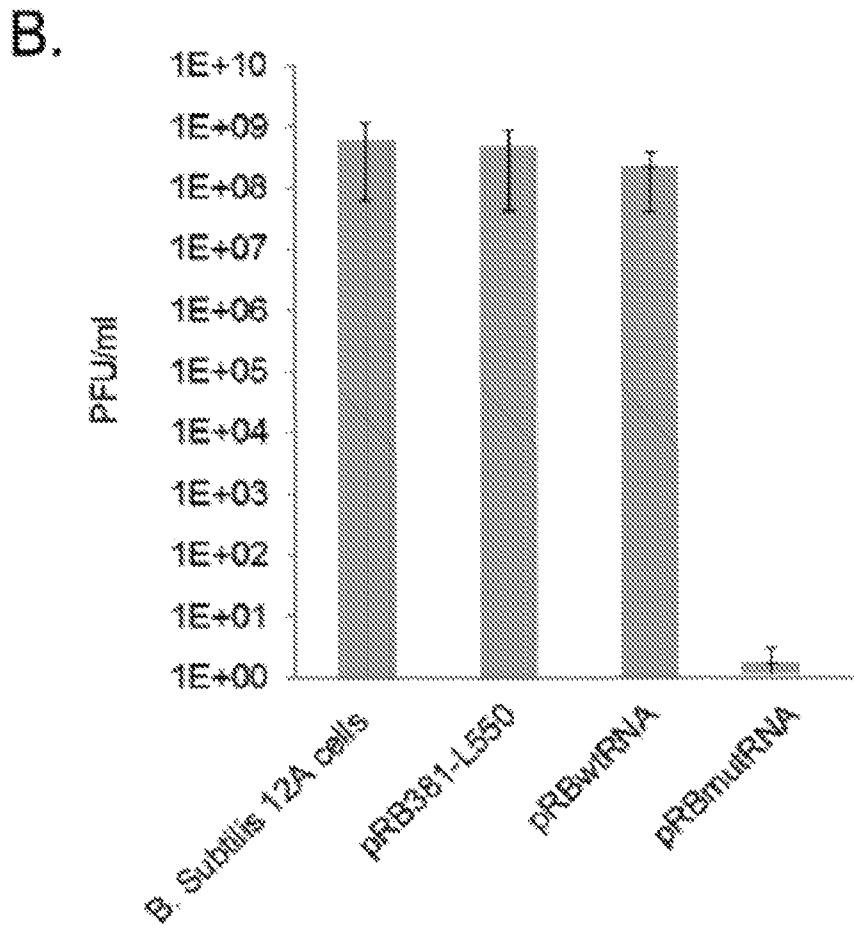 B.
1E+10
1E+09
1E+08
1E+07
1E+06
1E+05
1E+04
1E+03
1E+02
1E+01
1E+00
PFU/ml
B. Subtilis 12A cells
pRB381-L550
pRBwtRNA
pRBmutRNA